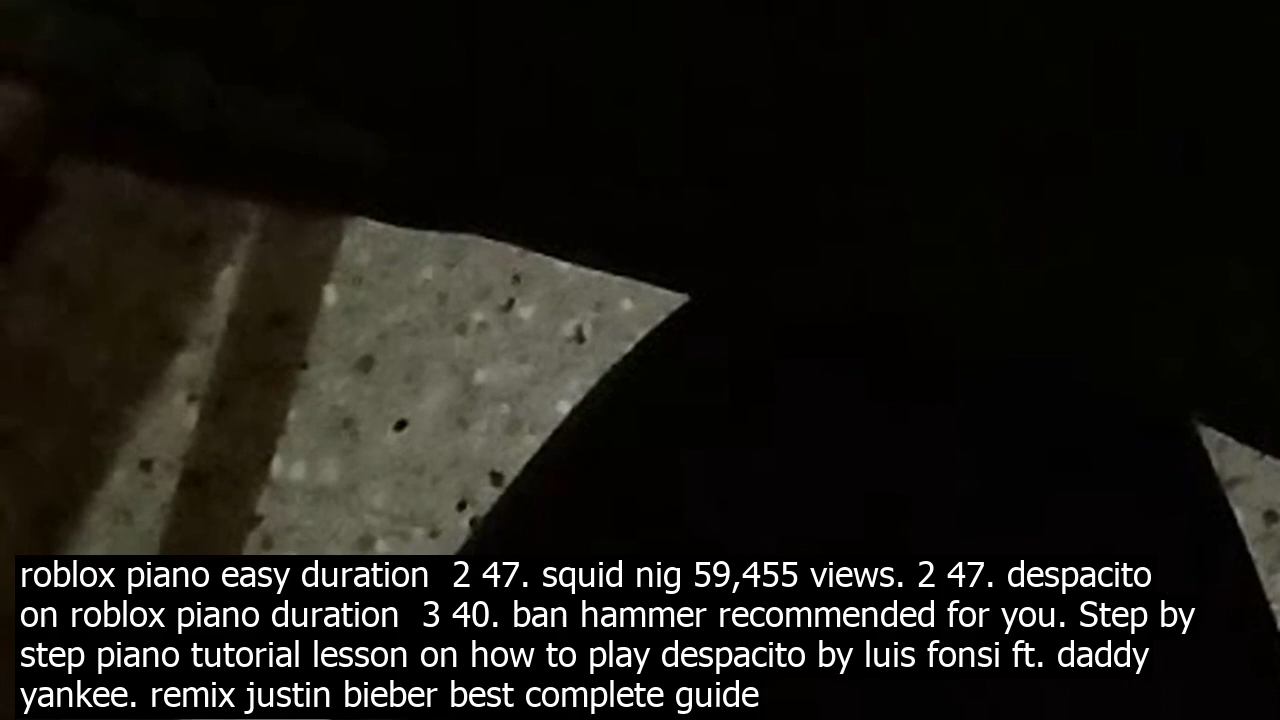 roblox piano easy duration  2 47. squid nig 59,455 views. 2 47. despacito
on roblox piano duration  3 40. ban hammer recommended for you. Step by
step piano tutorial lesson on how to play despacito by luis fonsi ft. daddy
yankee. remix justin bieber best complete guide